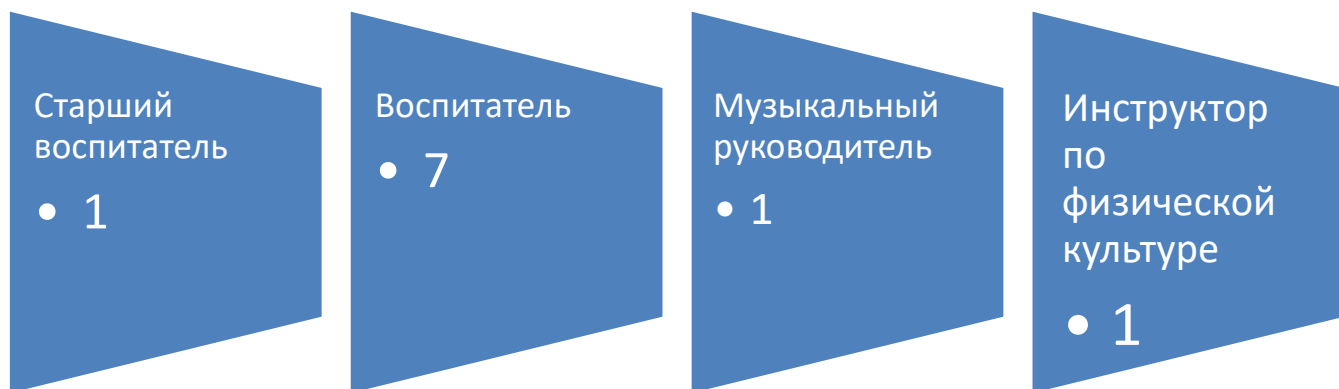 Старший
воспитатель
• 1
Воспитатель
• 7
Музыкальный
руководитель
• 1
Инструктор
по
физической
культуре
• 1